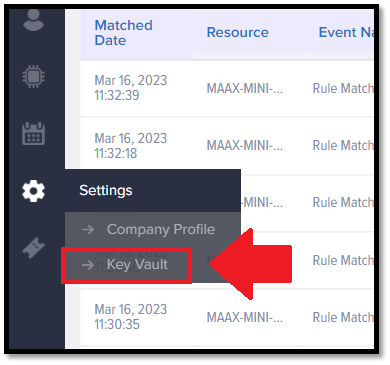 Matched Date
Resource
Event Na
Mar 16, 2023
11:32:39
MAAX-MINI-...
Rule Match
Mar 16, 2023
11:32:18
MAAX-MINI-...
Rule Match
Settings
MAAX-MINI-...
Rule Match
Company Profile
Key Vault
Rule Match
Mar 16, 2023
11:30:35
MAAX-MINI-...
Rule Match